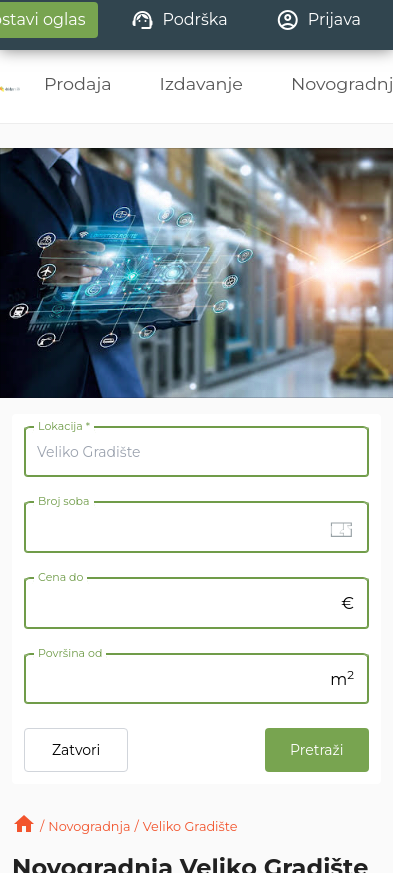 ostavi oglas
Podrška
Prijava
Prodaja
Izdavanje
Novogradnj
Lokacija *
Veliko Gradište
Broj soba
Cena do
€
Površina od
m²
Zatvori
Pretraži
/ Novogradnja / Veliko Gradište
Novogradnja Veliko Gradište